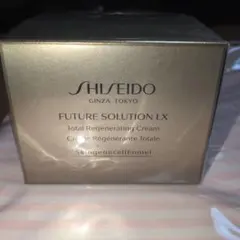 SHISEIDO
GINZA TOKYO
FUTURE SOLUTION LX
Total Regenerating Cream
Crème Régénérante Totale